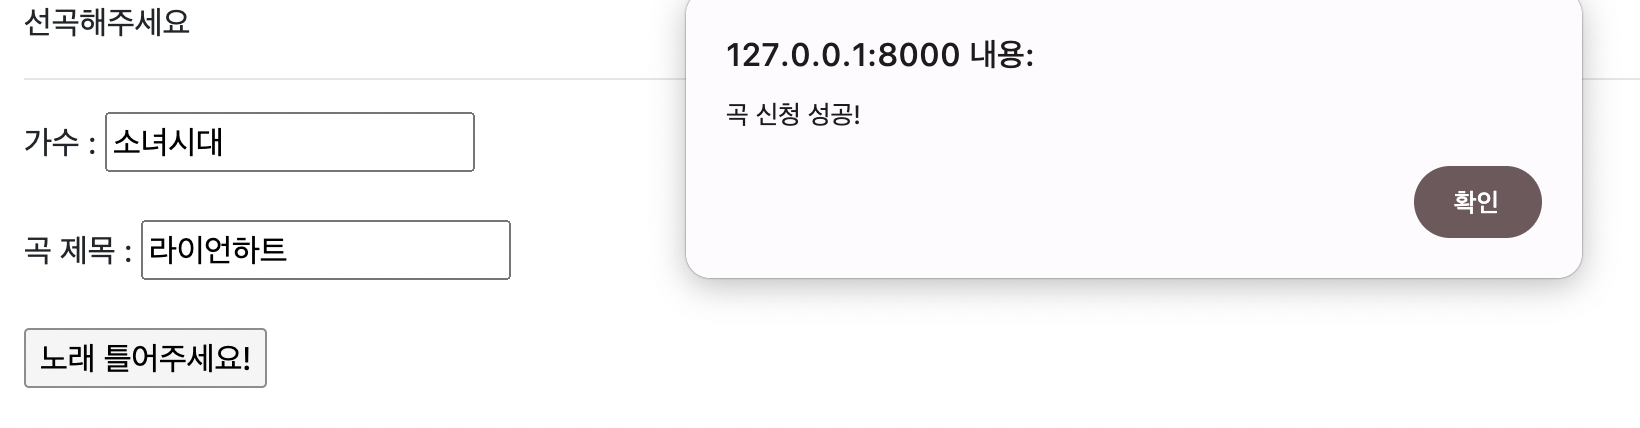 선곡해주세요
가수 : 소녀시대
곡 제목 : 라이언하트
노래 틀어주세요!
127.0.0.1:8000 내용:
곡 신청 성공!
확인